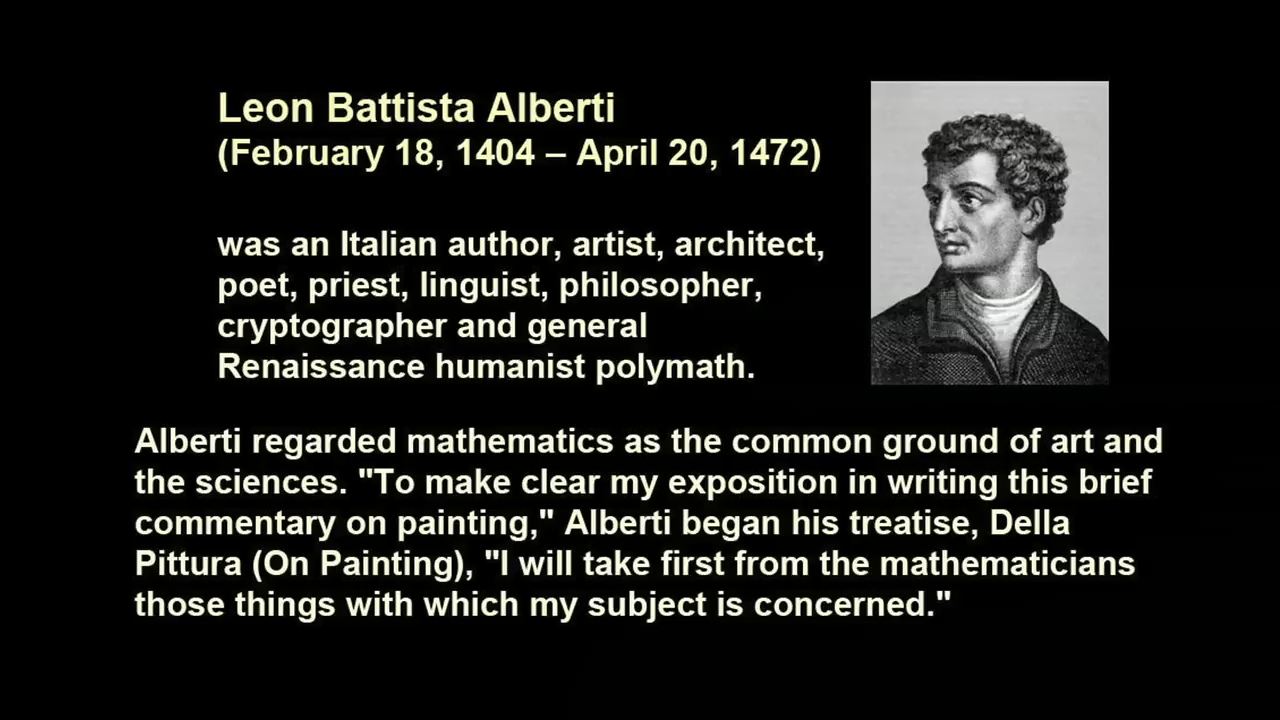 Leon Battista Alberti
(February 18, 1404 – April 20, 1472)
was an Italian author, artist, architect,
poet, priest, linguist, philosopher,
cryptographer and general
Renaissance humanist polymath.
Alberti regarded mathematics as the common ground of art and
the sciences. "To make clear my exposition in writing this brief
commentary on painting," Alberti began his treatise, Della
Pittura (On Painting), "I will take first from the mathematicians
those things with which my subject is concerned."